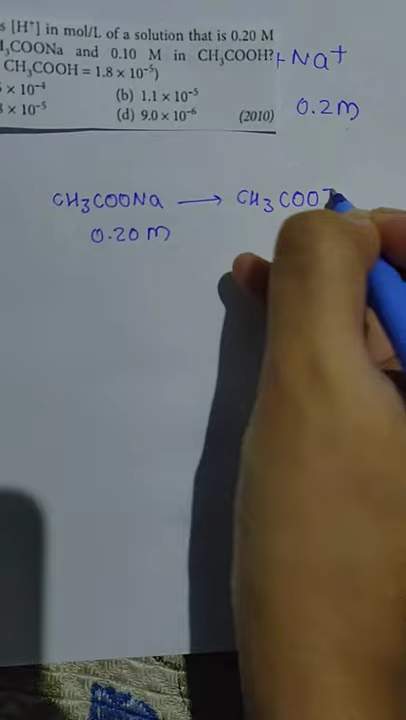 s [H⁺] in mol/L of a solution that is 0.20 M
₃COONa and 0.10 M in CH₃COOH?
CH₃COOH = 1.8 × 10⁻⁵)
× 10⁻⁴ (b) 1.1 × 10⁻⁵
× 10⁻⁵ (d) 9.0 × 10⁻⁶ (2010)
+ Na⁺
0.2 M
CH₃COONa ⟶ CH₃COO⁻
0.20 M